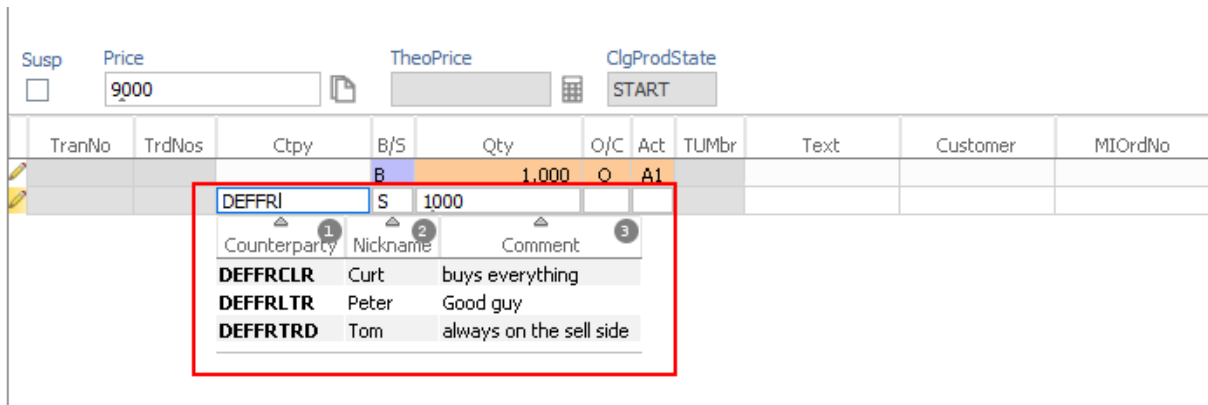 Susp Price TheoPrice ClgProdState
9000 START
TranNo TrdNos Ctpy B/S Qty O/C Act TUMbr Text Customer MIOrdNo
B 1,000 O A1
DEFFR S 1000
1 2 3
Counterparty Nickname Comment
DEFFRCLR Curt buys everything
DEFFRLTR Peter Good guy
DEFFRTRD Tom always on the sell side